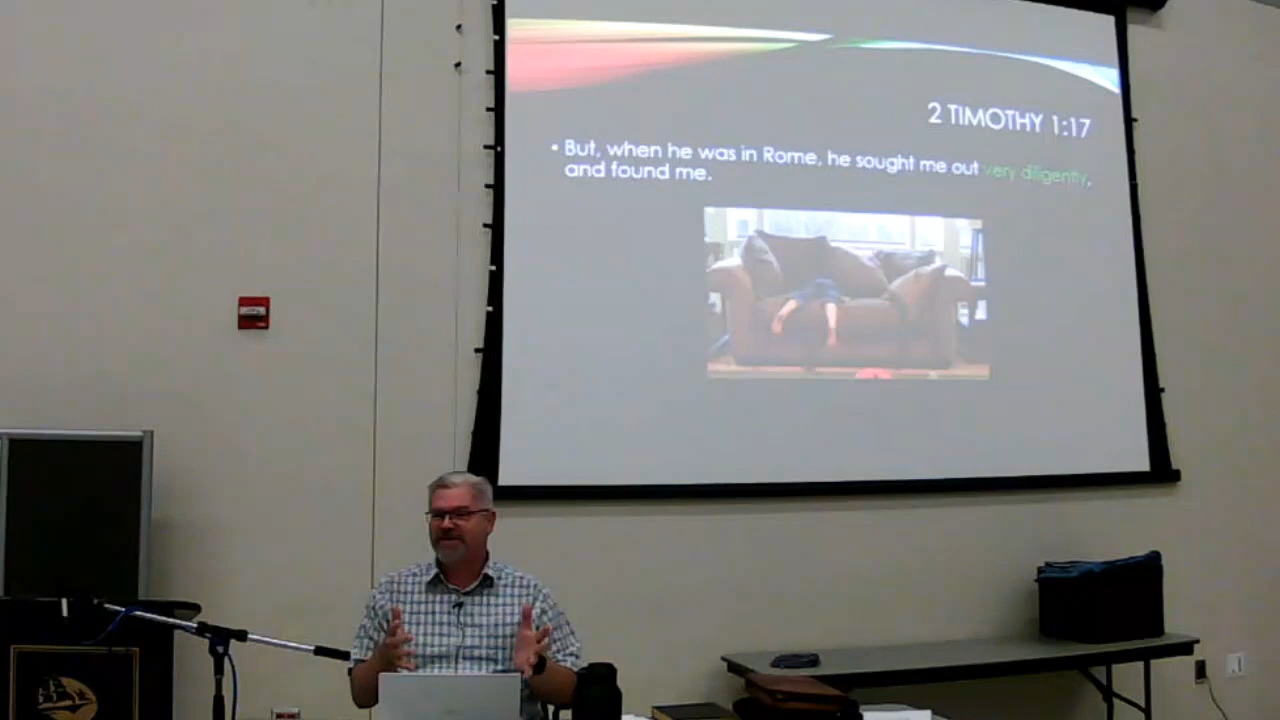 2 TIMOTHY 1:17
• But, when he was in Rome, he sought me out very diligently,
and found me.